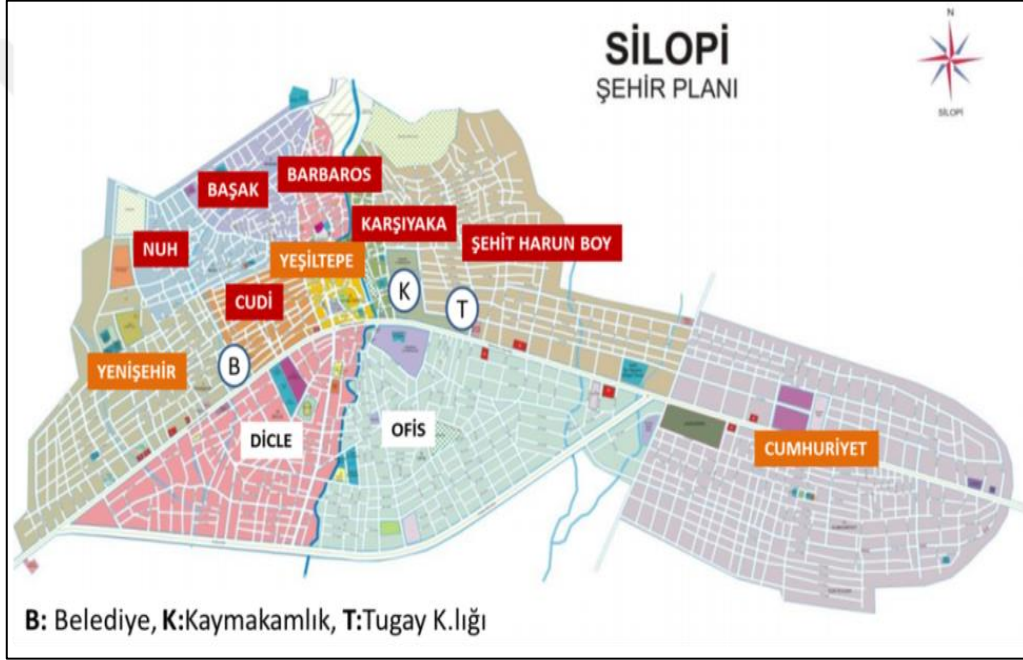 SİLOPİ
ŞEHİR PLANI
N
SİLOPİ
BARBAROS
BAŞAK
KARŞIYAKA
ŞEHİT HARUN BOY
NUH
YEŞİLTEPE
CUDİ
K
T
YENİŞEHİR
B
DİCLE
OFİS
CUMHURİYET
B: Belediye, K:Kaymakamlık, T:Tugay K.lığı